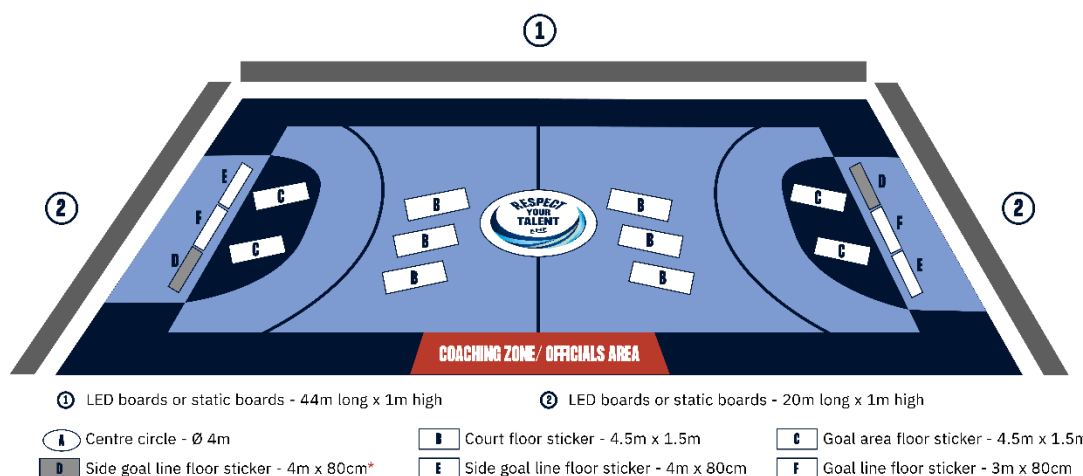 1
2
2
E
F
D
C
C
B
B
B
RESPECT
YOUR
TALENT
B
B
B
C
C
D
F
E
COACHING ZONE/ OFFICIALS AREA
1 LED boards or static boards - 44m long x 1m high
2 LED boards or static boards - 20m long x 1m high
A Centre circle - Ø 4m
B Court floor sticker - 4.5m x 1.5m
C Goal area floor sticker - 4.5m x 1.5m
D Side goal line floor sticker - 4m x 80cm*
E Side goal line floor sticker - 4m x 80cm
F Goal line floor sticker - 3m x 80cm